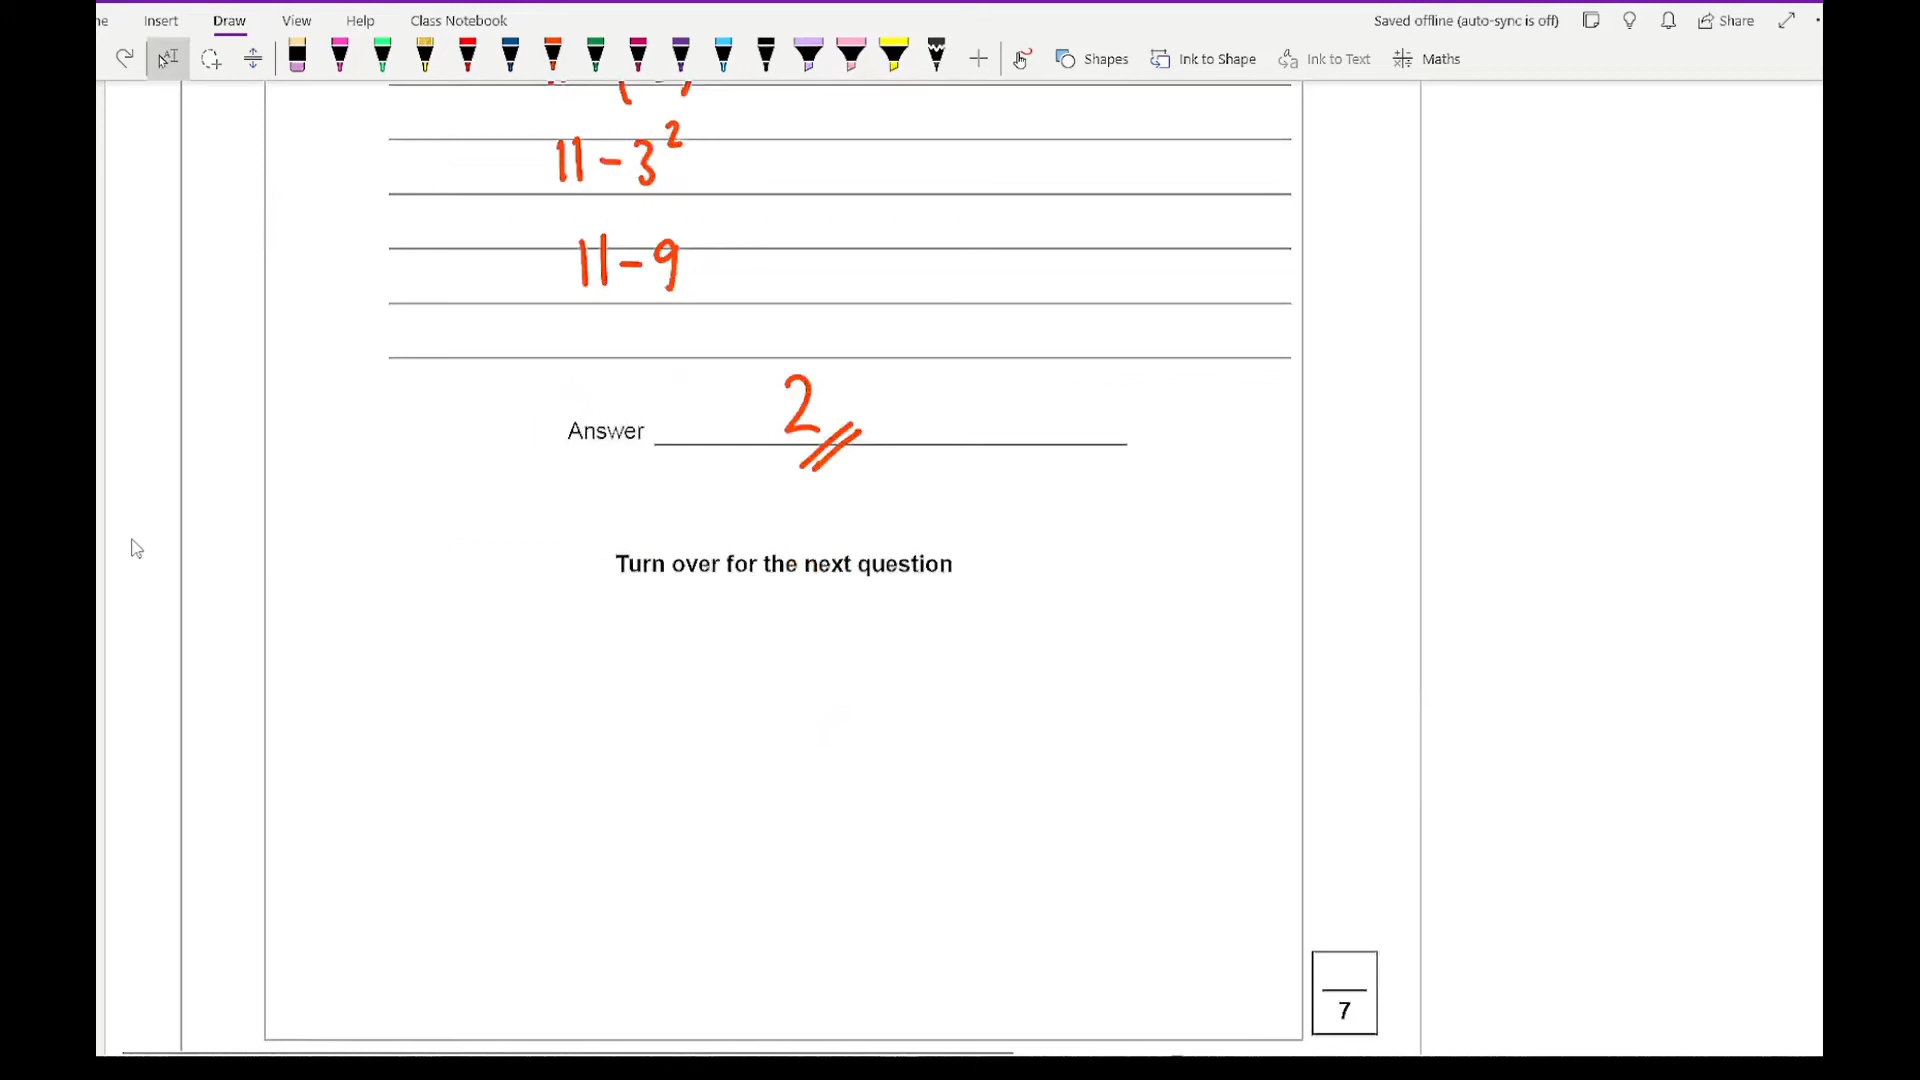 Insert Draw View Help Class Notebook Saved offline (auto-sync is off) Share
Shapes Ink to Shape Ink to Text Maths
11 - 3²
11 - 9
Answer 2
Turn over for the next question
7